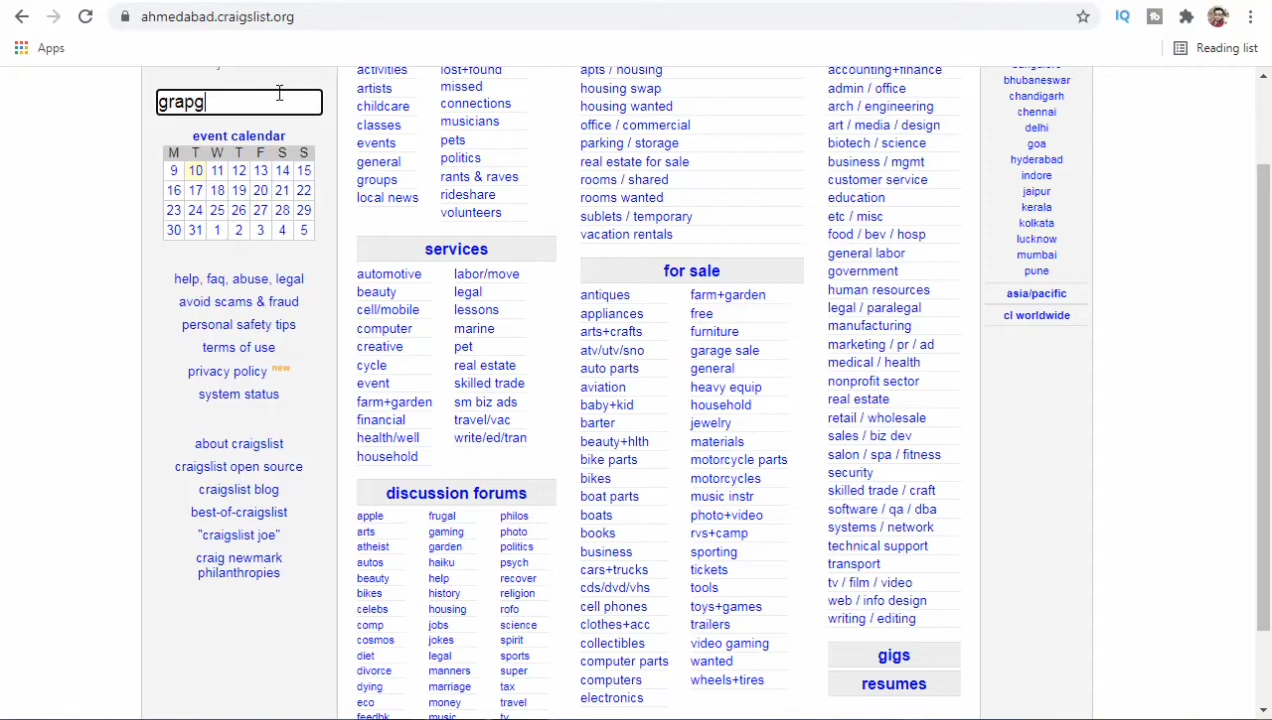 ahmedabad.craigslist.org
Apps
Reading list
grapg
event calendar
M T W T F S S
9 10 11 12 13 14 15
16 17 18 19 20 21 22
23 24 25 26 27 28 29
30 31 1 2 3 4 5
help, faq, abuse, legal
avoid scams & fraud
personal safety tips
terms of use
privacy policy new
system status
about craigslist
craigslist open source
craigslist blog
best-of-craigslist
"craigslist joe"
craig newmark
philanthropies
activities
artists
childcare
classes
events
general
groups
local news
lost+found
missed
connections
musicians
pets
politics
rants & raves
rideshare
volunteers
services
automotive
beauty
cell/mobile
computer
creative
cycle
event
farm+garden
financial
health/well
household
labor/move
legal
lessons
marine
pet
real estate
skilled trade
sm biz ads
travel/vac
write/ed/tran
discussion forums
apple
arts
atheist
autos
beauty
bikes
celebs
comp
cosmos
diet
divorce
dying
eco
feedbk
frugal
gaming
garden
haiku
help
history
housing
jobs
jokes
legal
manners
marriage
money
music
philos
photo
politics
psych
recover
religion
rofo
science
spirit
sports
super
tax
travel
tv
apts / housing
housing swap
housing wanted
office / commercial
parking / storage
real estate for sale
rooms / shared
rooms wanted
sublets / temporary
vacation rentals
for sale
antiques
appliances
arts+crafts
atv/utv/sno
auto parts
aviation
baby+kid
barter
beauty+hlth
bike parts
bikes
boat parts
boats
books
business
cars+trucks
cds/dvd/vhs
cell phones
clothes+acc
collectibles
computer parts
computers
electronics
farm+garden
free
furniture
garage sale
general
heavy equip
household
jewelry
materials
motorcycle parts
motorcycles
music instr
photo+video
rvs+camp
sporting
tickets
tools
toys+games
trailers
video gaming
wanted
wheels+tires
accounting+finance
admin / office
arch / engineering
art / media / design
biotech / science
business / mgmt
customer service
education
etc / misc
food / bev / hosp
general labor
government
human resources
legal / paralegal
manufacturing
marketing / pr / ad
medical / health
nonprofit sector
real estate
retail / wholesale
sales / biz dev
salon / spa / fitness
security
skilled trade / craft
software / qa / dba
systems / network
technical support
transport
tv / film / video
web / info design
writing / editing
gigs
resumes
bhubaneswar
chandigarh
chennai
delhi
goa
hyderabad
indore
jaipur
kerala
kolkata
lucknow
mumbai
pune
asia/pacific
cl worldwide